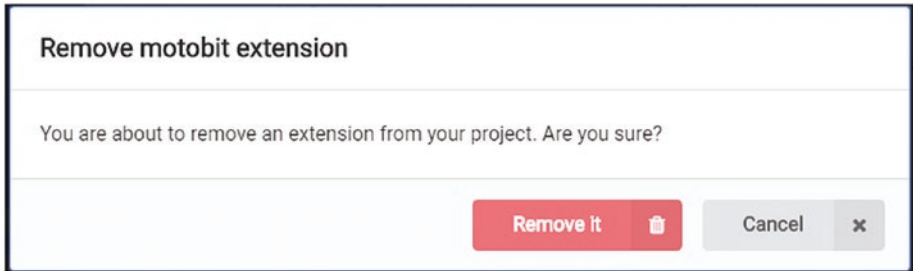 Remove motobit extension
You are about to remove an extension from your project. Are you sure?
Remove it
Cancel